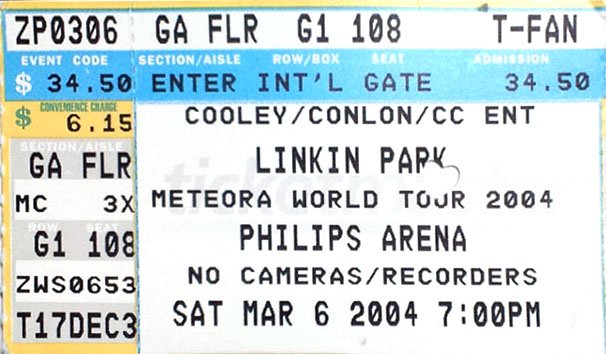 ZP0306 GA FLR G1 108 T-FAN
EVENT CODE SECTION/AISLE ROW/BOX SEAT ADMISSION
$ 34.50 ENTER INT'L GATE 34.50
$ CONVENIENCE CHARGE 6.15
COOLEY/CONLON/CC ENT
SECTION/AISLE
GA FLR
LINKIN PARK
MC 3X
METEORA WORLD TOUR 2004
ROW SEAT
G1 108
PHILIPS ARENA
ZWS0653
NO CAMERAS/RECORDERS
T17DEC3
SAT MAR 6 2004 7:00PM